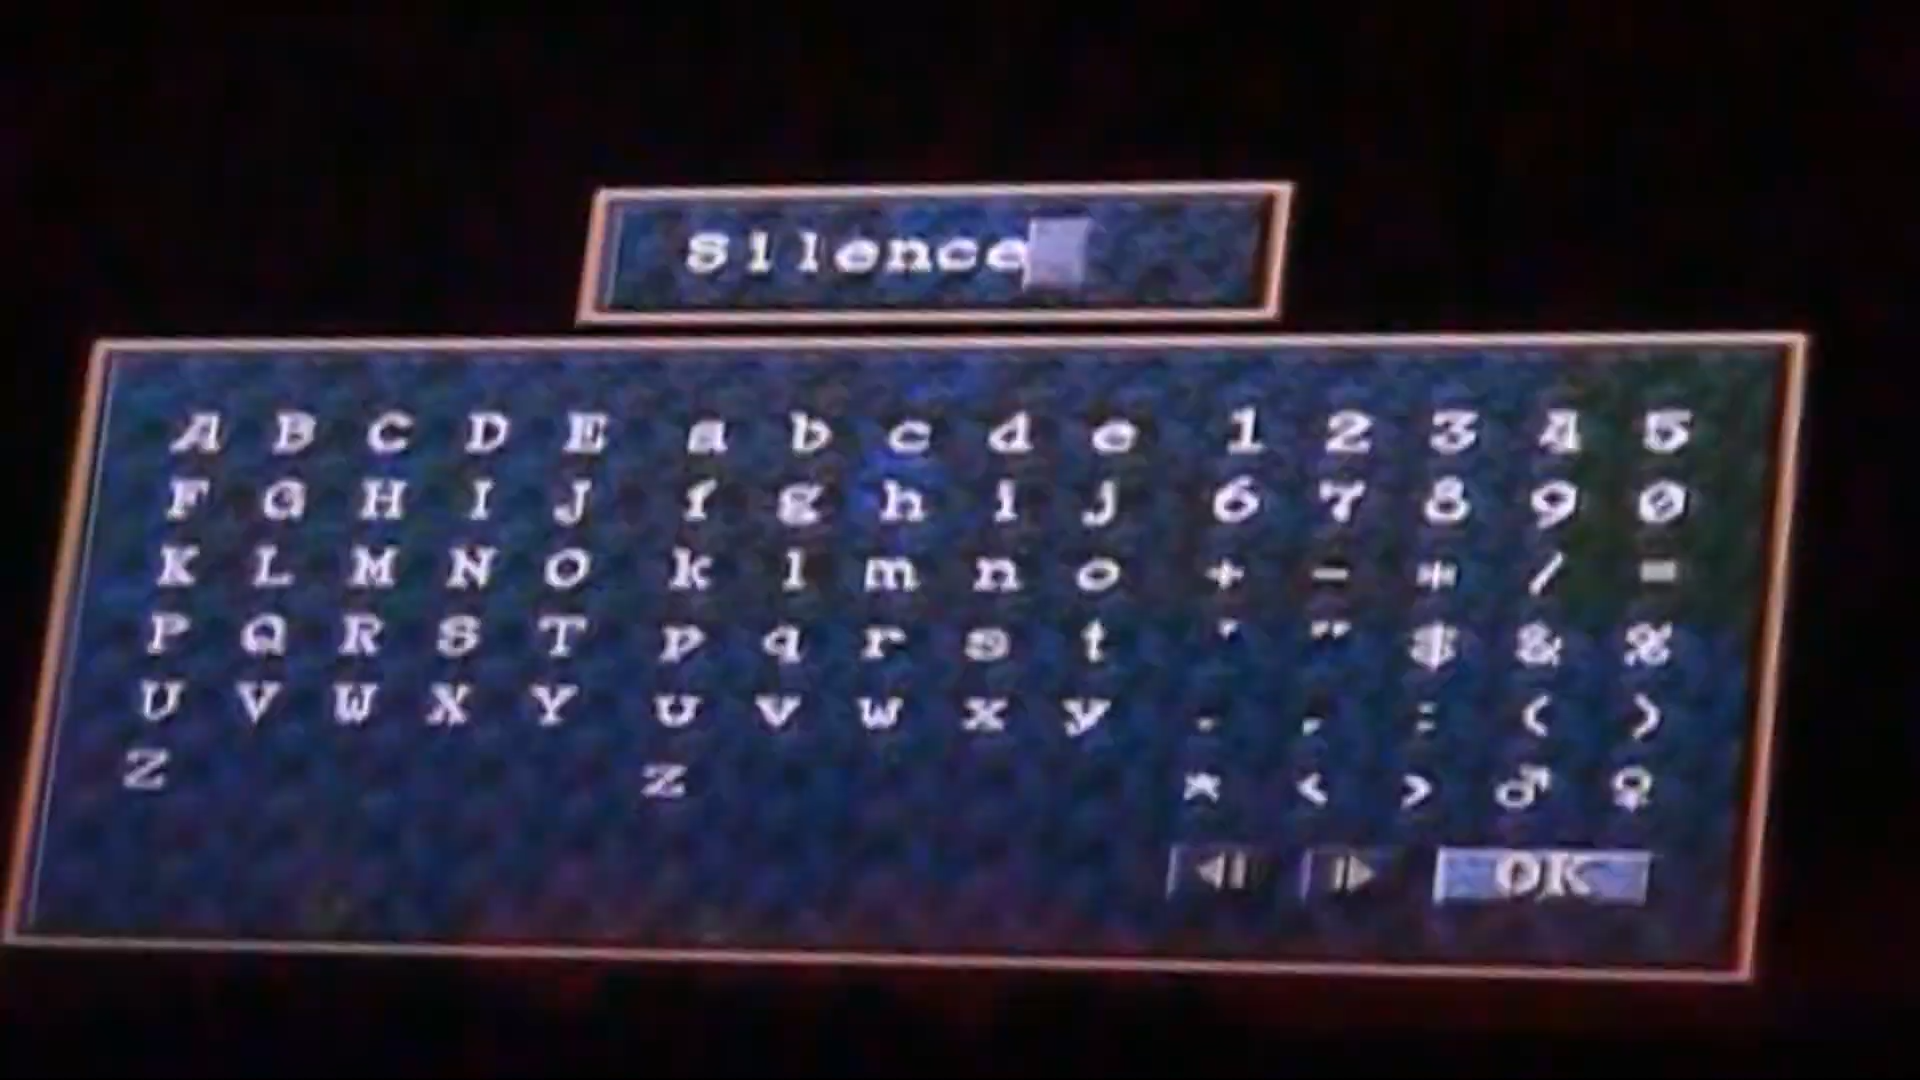 Silence
A B C D E a b c d e 1 2 3 4 5
F G H I J f g h i j 6 7 8 9 0
K L M N O k l m n o + - # / =
P Q R S T p q r s t ' " $ & %
U V W X Y u v w x y . , : ( )
Z z * < > ♂ ♀
OK